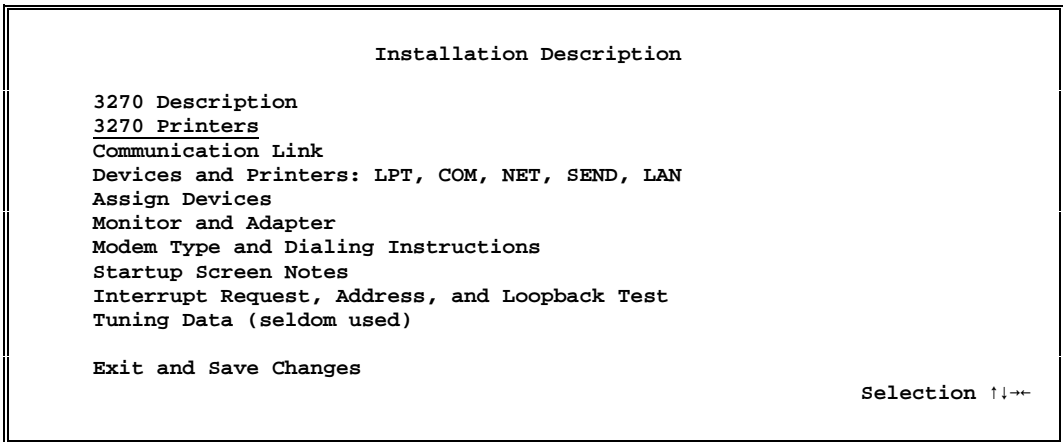 Installation Description
3270 Description
3270 Printers
Communication Link
Devices and Printers: LPT, COM, NET, SEND, LAN
Assign Devices
Monitor and Adapter
Modem Type and Dialing Instructions
Startup Screen Notes
Interrupt Request, Address, and Loopback Test
Tuning Data (seldom used)
Exit and Save Changes
Selection ↑↓→←